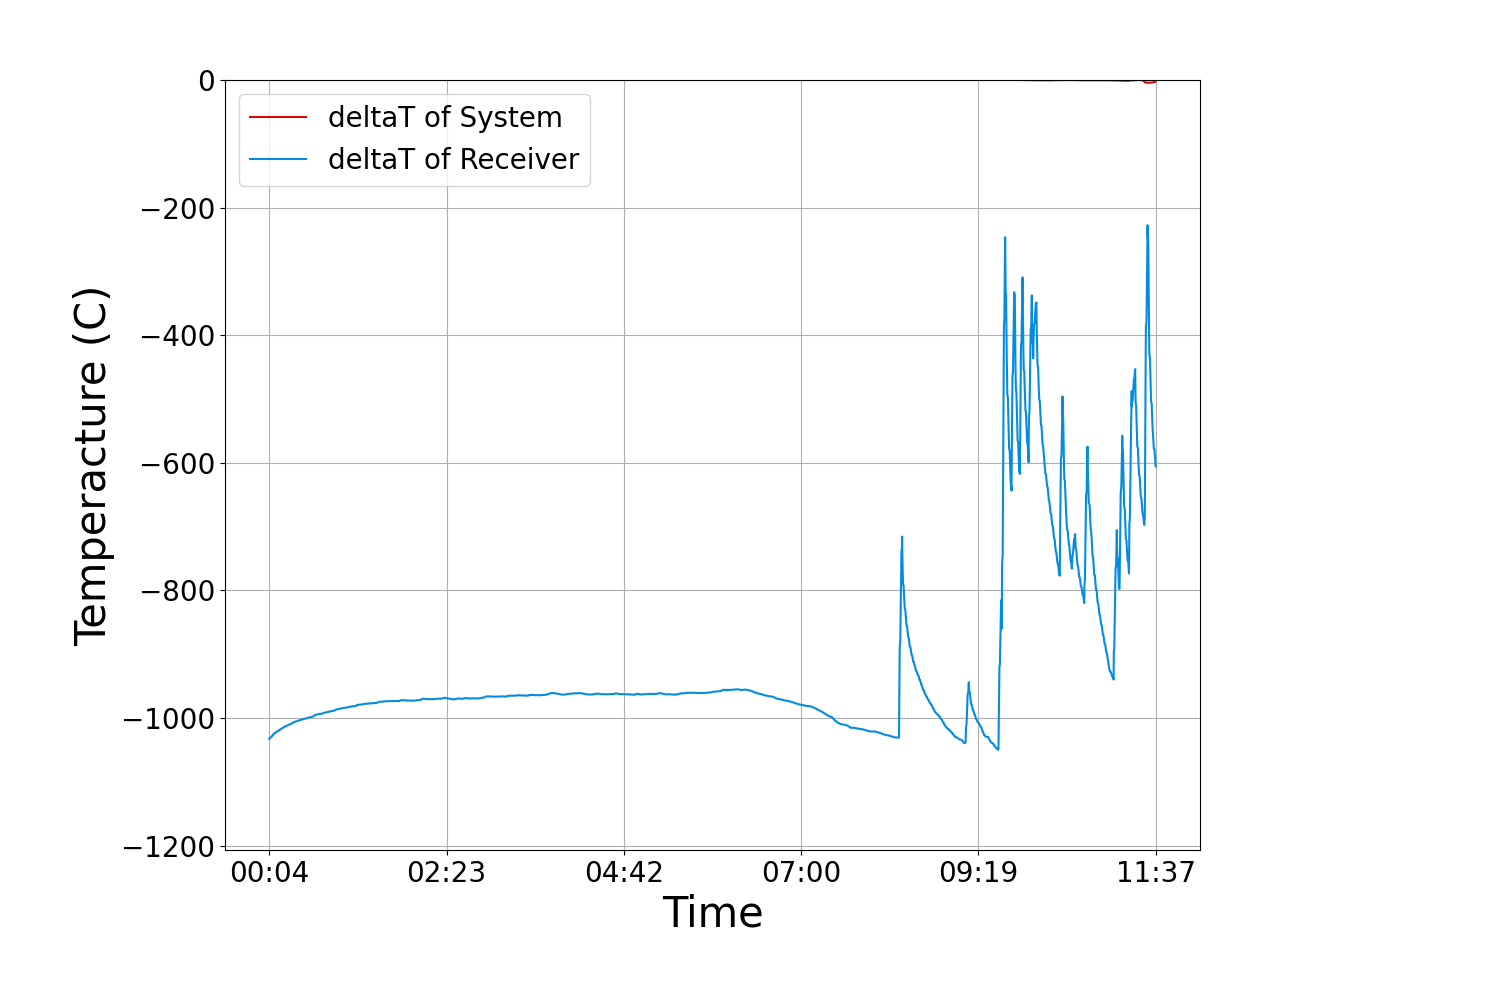 0
−200
−400
−600
−800
−1000
−1200
00:04 02:23 04:42 07:00 09:19 11:37
Time
Temperacture (C)
deltaT of System
deltaT of Receiver